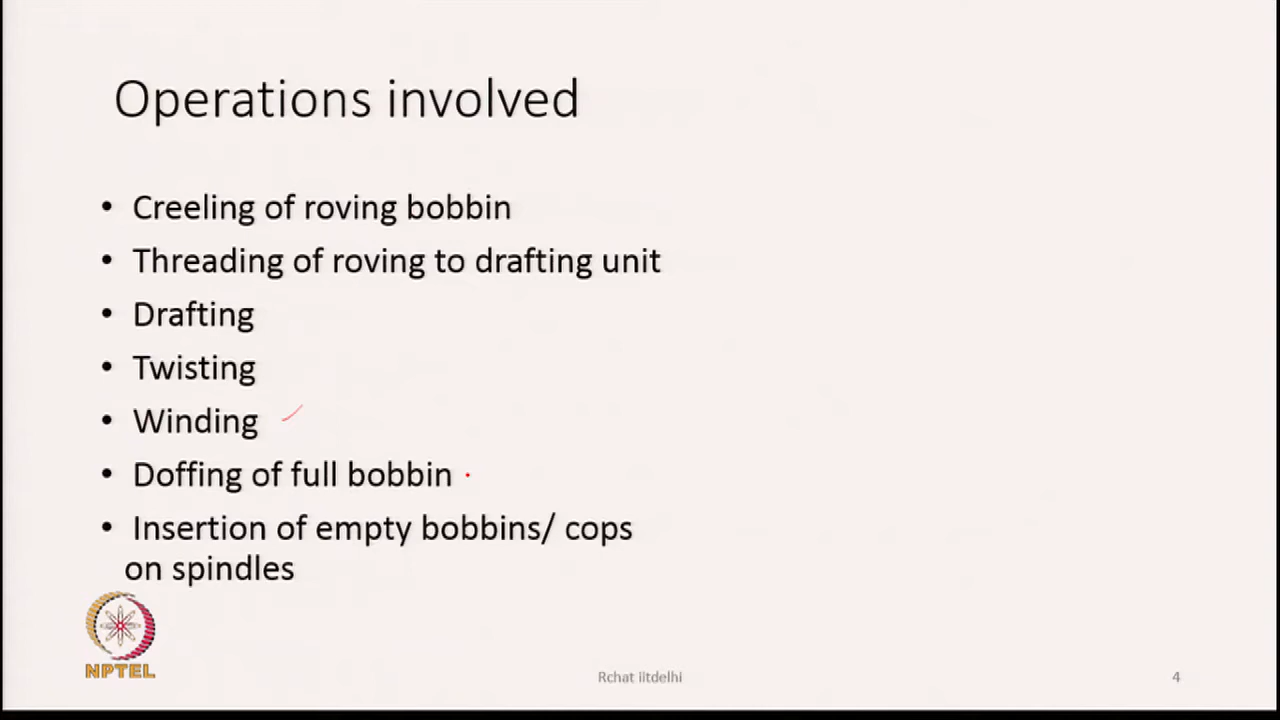 Operations involved
• Creeling of roving bobbin
• Threading of roving to drafting unit
• Drafting
• Twisting
• Winding
• Doffing of full bobbin
• Insertion of empty bobbins/ cops
on spindles
NPTEL
Rchat iitdelhi
4